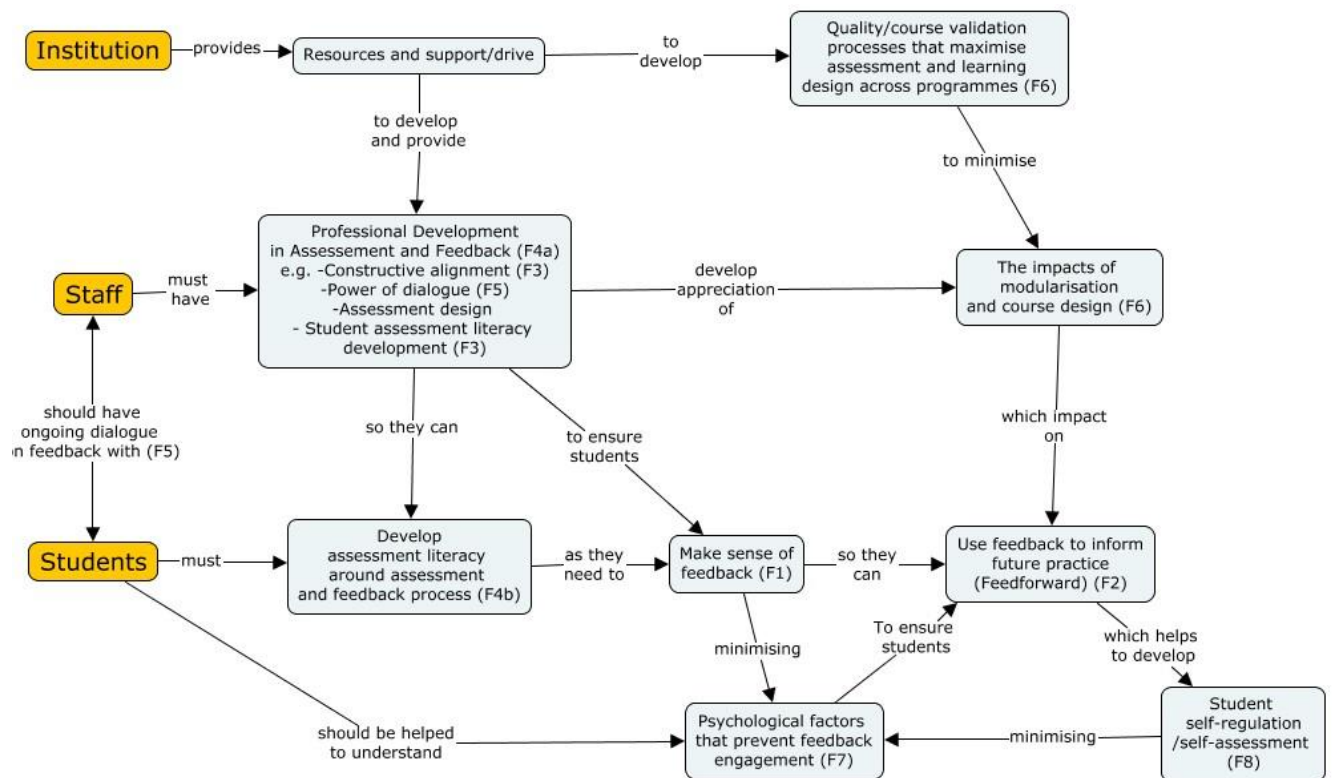 Institution
provides
Resources and support/drive
to
develop
Quality/course validation
processes that maximise
assessment and learning
design across programmes (F6)
to develop
and provide
to minimise
Professional Development
in Assessement and Feedback (F4a)
e.g. -Constructive alignment (F3)
-Power of dialogue (F5)
-Assessment design
- Student assessment literacy
development (F3)
Staff
must
have
develop
appreciation
of
The impacts of
modularisation
and course design (F6)
should have
ongoing dialogue
n feedback with (F5)
so they can
to ensure
students
which impact
on
Students
must
Develop
assessment literacy
around assessment
and feedback process (F4b)
as they
need to
Make sense of
feedback (F1)
so they
can
Use feedback to inform
future practice
(Feedforward) (F2)
minimising
To ensure
students
which helps
to develop
should be helped
to understand
Psychological factors
that prevent feedback
engagement (F7)
minimising
Student
self-regulation
/self-assessment
(F8)